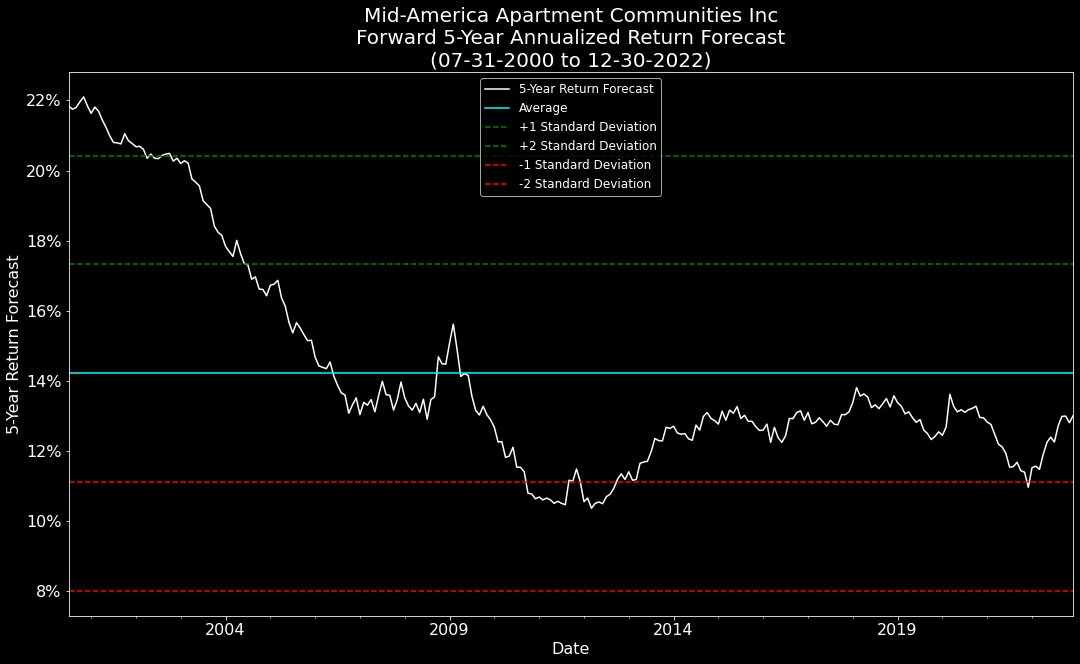 Mid-America Apartment Communities Inc
Forward 5-Year Annualized Return Forecast
(07-31-2000 to 12-30-2022)
5-Year Return Forecast
Average
+1 Standard Deviation
+2 Standard Deviation
-1 Standard Deviation
-2 Standard Deviation
5-Year Return Forecast
22%
20%
18%
16%
14%
12%
10%
8%
2004
2009
2014
2019
Date